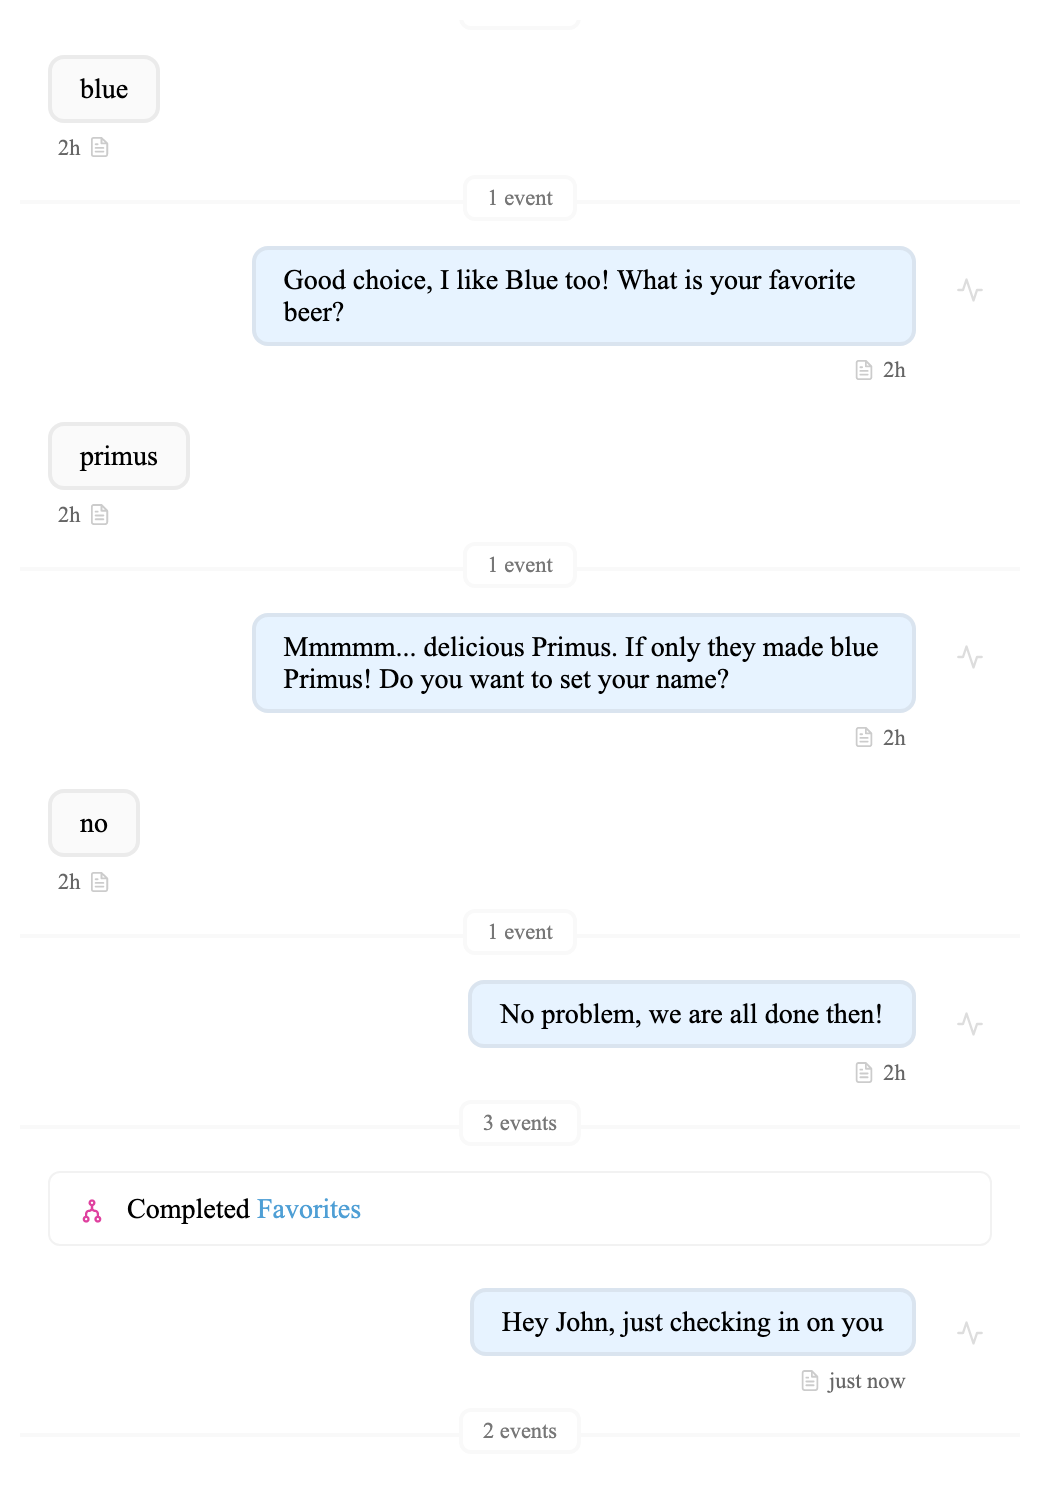 blue
2h
1 event
Good choice, I like Blue too! What is your favorite
beer?
2h
primus
2h
1 event
Mmmmm... delicious Primus. If only they made blue
Primus! Do you want to set your name?
2h
no
2h
1 event
No problem, we are all done then!
2h
3 events
Completed Favorites
Hey John, just checking in on you
just now
2 events